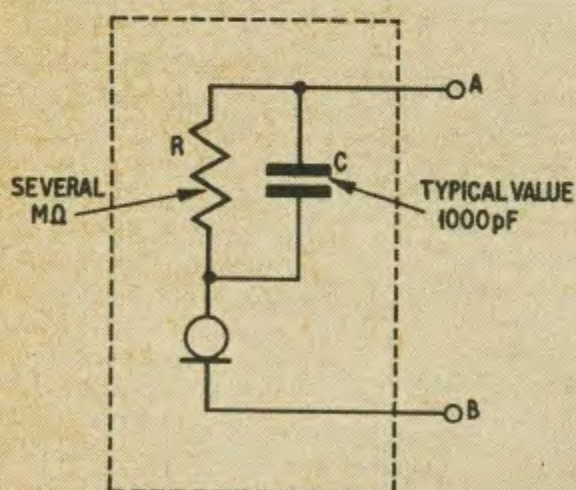 A
R
C
SEVERAL
MΩ
TYPICAL VALUE
1000pF
B